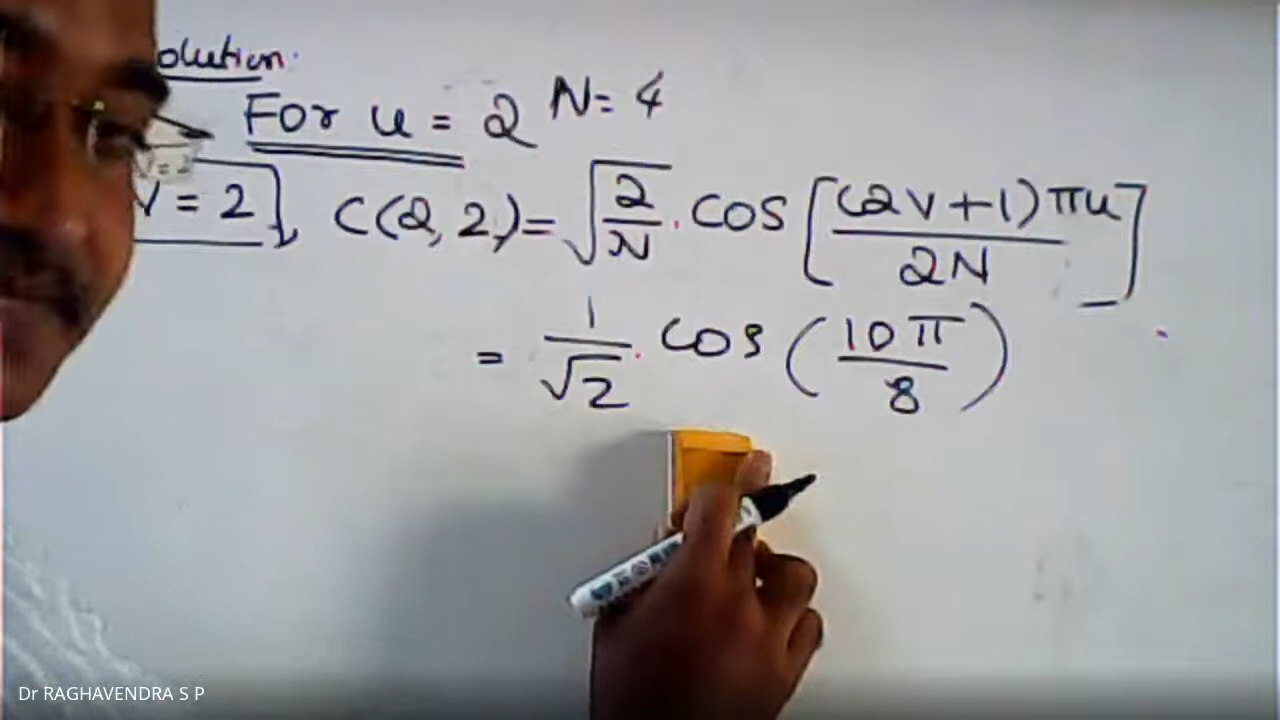 olution.
For u = 2 N = 4
V = 2], C(2, 2) = √(2/N) . COS [(2V+1)πu / 2N]
= 1/√2 . COS (10π / 8)
Dr RAGHAVENDRA S P